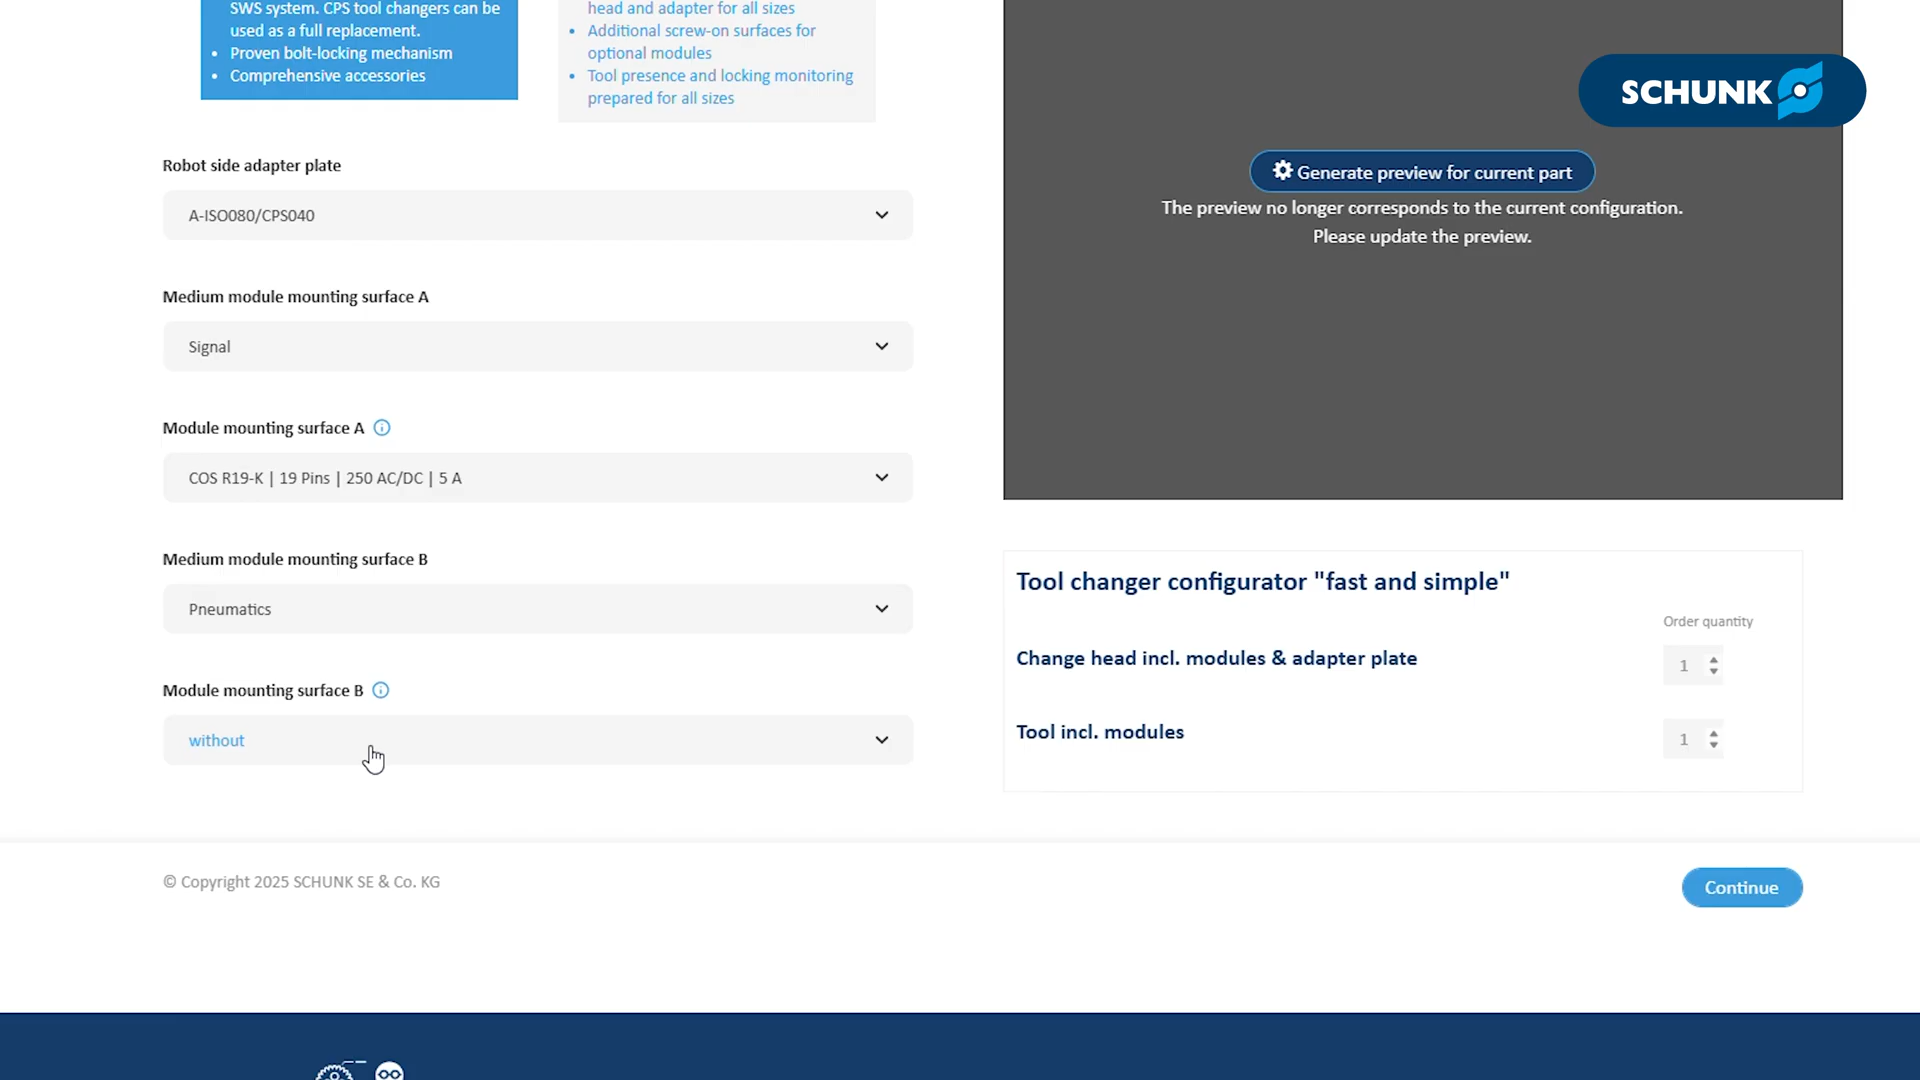 SWS system. CPS tool changers can be
used as a full replacement.
Proven bolt-locking mechanism
Comprehensive accessories
head and adapter for all sizes
Additional screw-on surfaces for
optional modules
Tool presence and locking monitoring
prepared for all sizes
SCHUNK
Generate preview for current part
The preview no longer corresponds to the current configuration.
Please update the preview.
Robot side adapter plate
A-ISO080/CPS040
Medium module mounting surface A
Signal
Module mounting surface A
COS R19-K | 19 Pins | 250 AC/DC | 5 A
Medium module mounting surface B
Pneumatics
Module mounting surface B
without
Tool changer configurator "fast and simple"
Order quantity
Change head incl. modules & adapter plate
1
Tool incl. modules
1
© Copyright 2025 SCHUNK SE & Co. KG
Continue